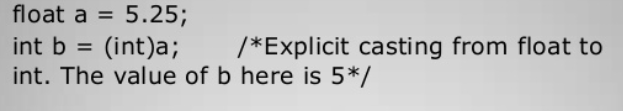 float a = 5.25;
int b = (int)a; /*Explicit casting from float to
int. The value of b here is 5*/